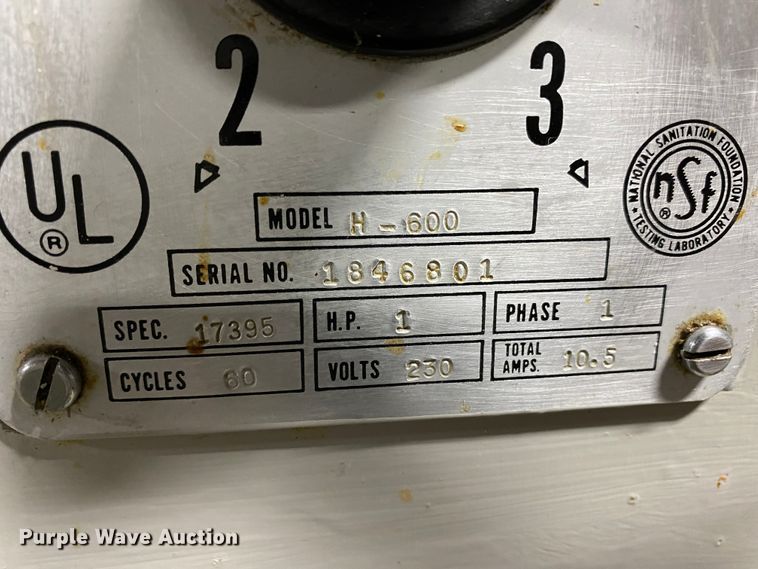 2 3
UL
®
NATIONAL SANITATION FOUNDATION
nsf
®
TESTING LABORATORY
MODEL H-600
SERIAL NO. 1846801
SPEC. 17395 H.P. 1 PHASE 1
CYCLES 60 VOLTS 230 TOTAL AMPS. 10.5
Purple Wave Auction